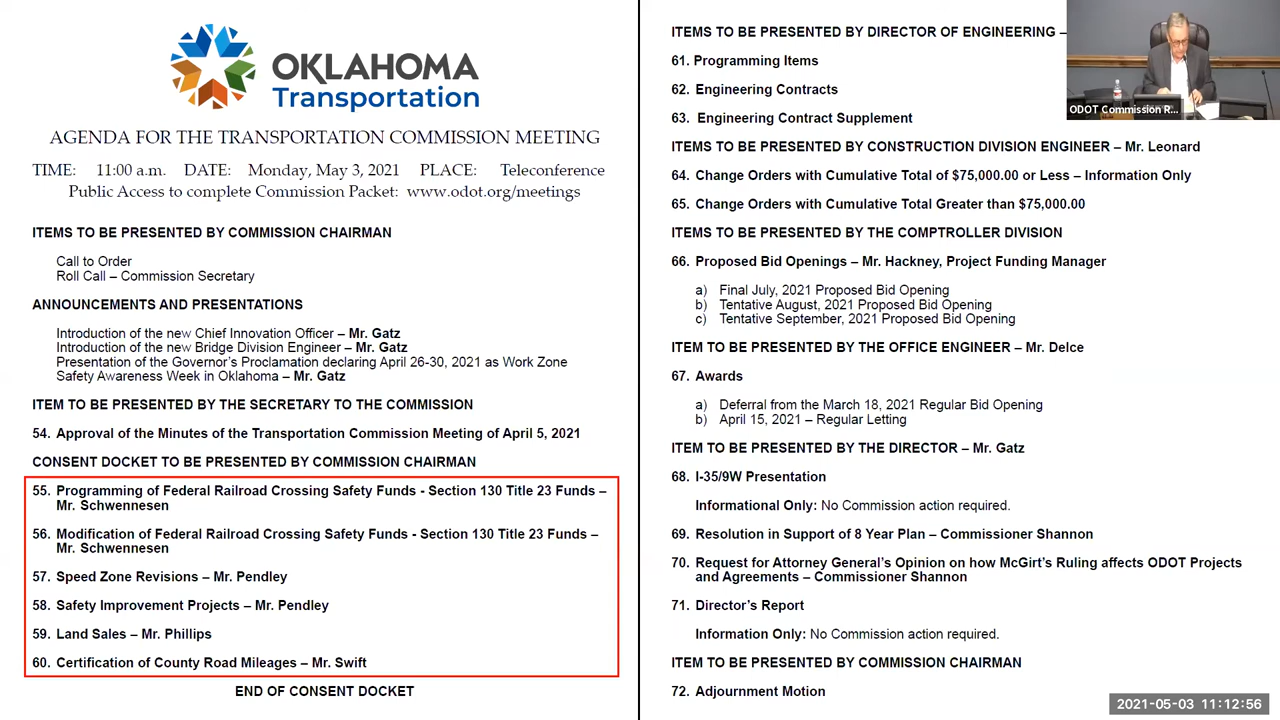 OKLAHOMA
Transportation
AGENDA FOR THE TRANSPORTATION COMMISSION MEETING
TIME: 11:00 a.m. DATE: Monday, May 3, 2021 PLACE: Teleconference
Public Access to complete Commission Packet: www.odot.org/meetings
ITEMS TO BE PRESENTED BY COMMISSION CHAIRMAN
Call to Order
Roll Call – Commission Secretary
ANNOUNCEMENTS AND PRESENTATIONS
Introduction of the new Chief Innovation Officer – Mr. Gatz
Introduction of the new Bridge Division Engineer – Mr. Gatz
Presentation of the Governor's Proclamation declaring April 26-30, 2021 as Work Zone
Safety Awareness Week in Oklahoma – Mr. Gatz
ITEM TO BE PRESENTED BY THE SECRETARY TO THE COMMISSION
54. Approval of the Minutes of the Transportation Commission Meeting of April 5, 2021
CONSENT DOCKET TO BE PRESENTED BY COMMISSION CHAIRMAN
55. Programming of Federal Railroad Crossing Safety Funds - Section 130 Title 23 Funds –
Mr. Schwennesen
56. Modification of Federal Railroad Crossing Safety Funds - Section 130 Title 23 Funds –
Mr. Schwennesen
57. Speed Zone Revisions – Mr. Pendley
58. Safety Improvement Projects – Mr. Pendley
59. Land Sales – Mr. Phillips
60. Certification of County Road Mileages – Mr. Swift
END OF CONSENT DOCKET
ITEMS TO BE PRESENTED BY DIRECTOR OF ENGINEERING –
61. Programming Items
62. Engineering Contracts
63. Engineering Contract Supplement
ITEMS TO BE PRESENTED BY CONSTRUCTION DIVISION ENGINEER – Mr. Leonard
64. Change Orders with Cumulative Total of $75,000.00 or Less – Information Only
65. Change Orders with Cumulative Total Greater than $75,000.00
ITEMS TO BE PRESENTED BY THE COMPTROLLER DIVISION
66. Proposed Bid Openings – Mr. Hackney, Project Funding Manager
a) Final July, 2021 Proposed Bid Opening
b) Tentative August, 2021 Proposed Bid Opening
c) Tentative September, 2021 Proposed Bid Opening
ITEM TO BE PRESENTED BY THE OFFICE ENGINEER – Mr. Delce
67. Awards
a) Deferral from the March 18, 2021 Regular Bid Opening
b) April 15, 2021 – Regular Letting
ITEM TO BE PRESENTED BY THE DIRECTOR – Mr. Gatz
68. I-35/9W Presentation
Informational Only: No Commission action required.
69. Resolution in Support of 8 Year Plan – Commissioner Shannon
70. Request for Attorney General's Opinion on how McGirt's Ruling affects ODOT Projects
and Agreements – Commissioner Shannon
71. Director's Report
Information Only: No Commission action required.
ITEM TO BE PRESENTED BY COMMISSION CHAIRMAN
72. Adjournment Motion
ODOT Commission R...
2021-05-03 11:12:56